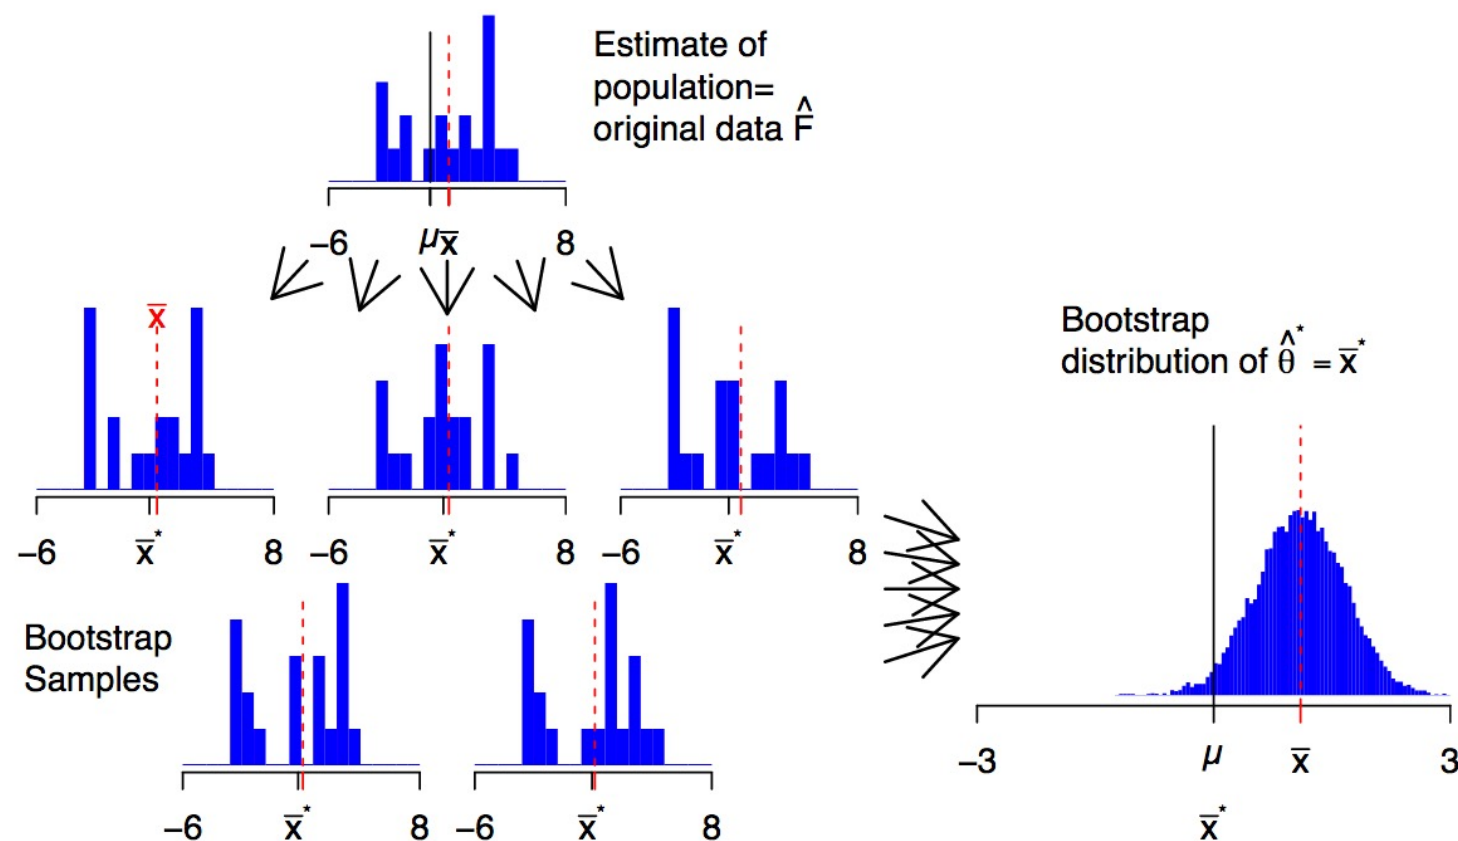 Estimate of
population=
original data F̂
−6 μ x̄ 8
x̄
−6 x̄* 8
−6 x̄* 8
−6 x̄* 8
Bootstrap
Samples
−6 x̄* 8
−6 x̄* 8
Bootstrap
distribution of θ̂* = x̄*
−3 μ x̄ 3
x̄*